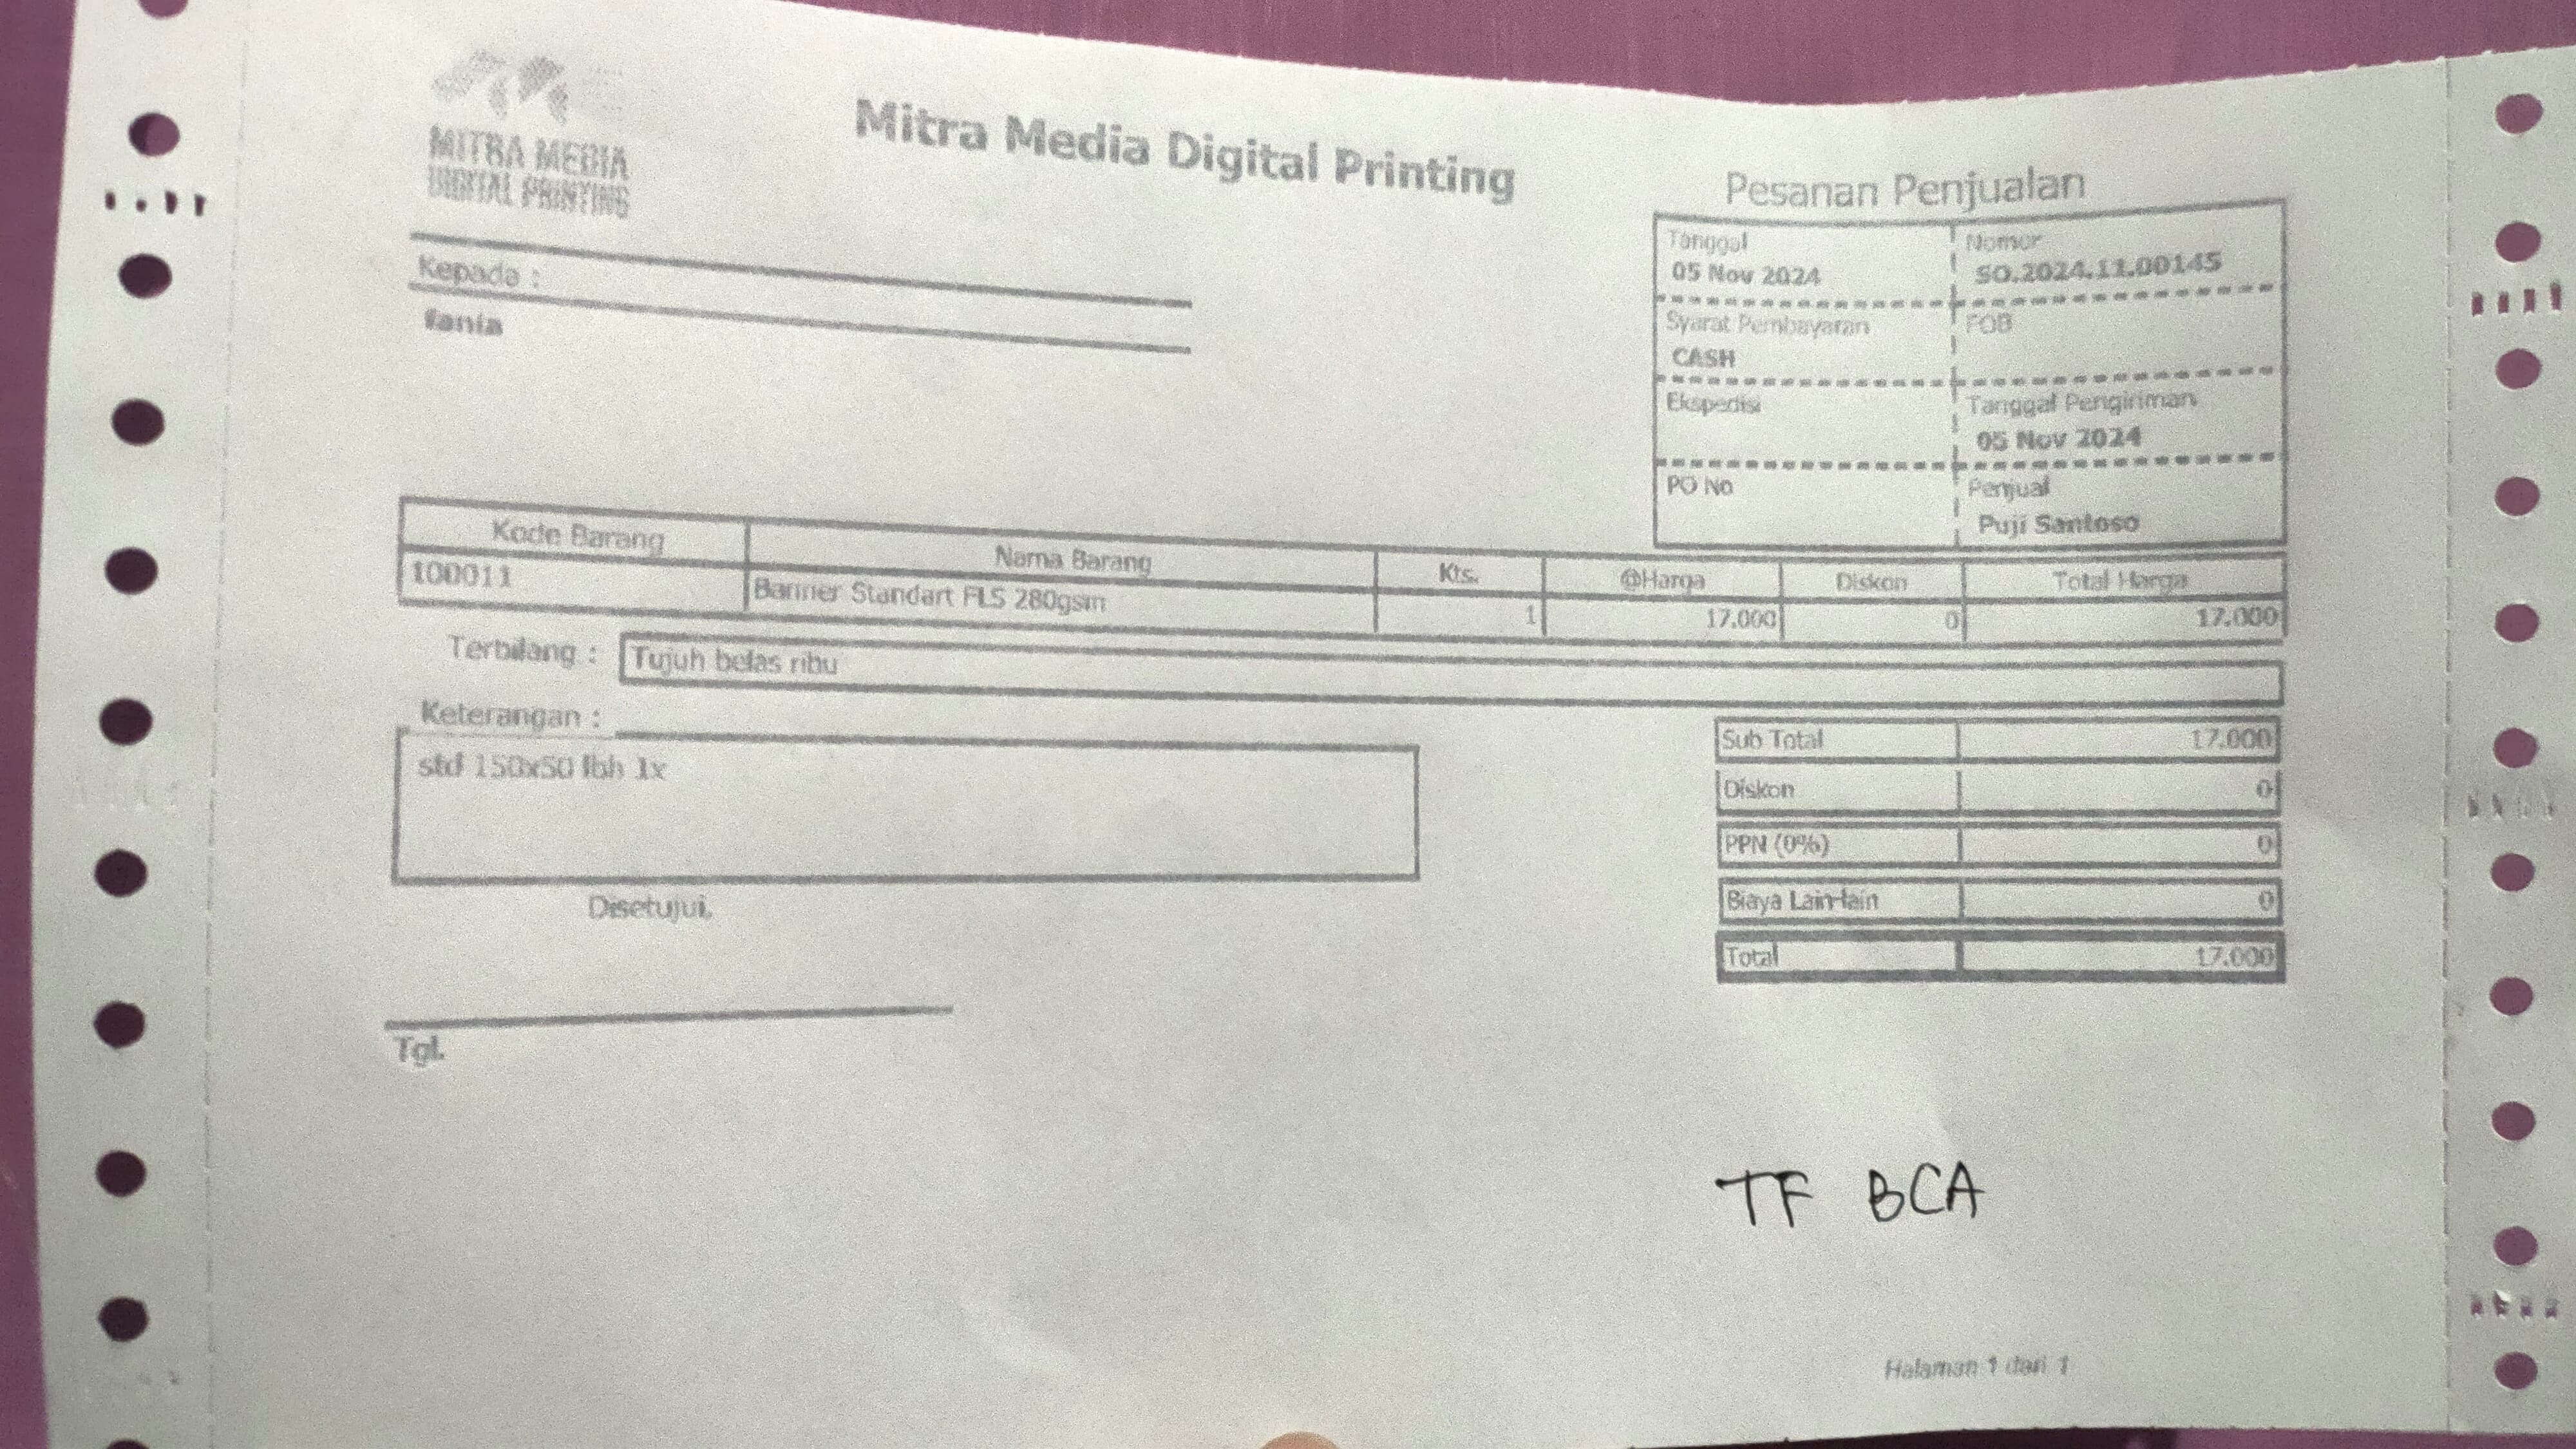 MITRA MEDIA
DIGITAL PRINTING
Mitra Media Digital Printing
Pesanan Penjualan
Kepada :
fania
Tanggal
05 Nov 2024
Nomor
SO.2024.11.00145
Syarat Pembayaran
CASH
FOB
Ekspedisi
Tanggal Pengiriman
05 Nov 2024
PO No
Penjual
Puji Santoso
Kode Barang Nama Barang Kts. @Harga Diskon Total Harga
100011 Banner Standart FLS 280gsm 1 17.000 0 17.000
Terbilang : Tujuh belas ribu
Keterangan :
std 150x50 lbh 1x
Sub Total 17.000
Diskon 0
PPN (0%) 0
Biaya Lain-lain 0
Total 17.000
Disetujui,
Tgl.
TF BCA
Halaman 1 dari 1